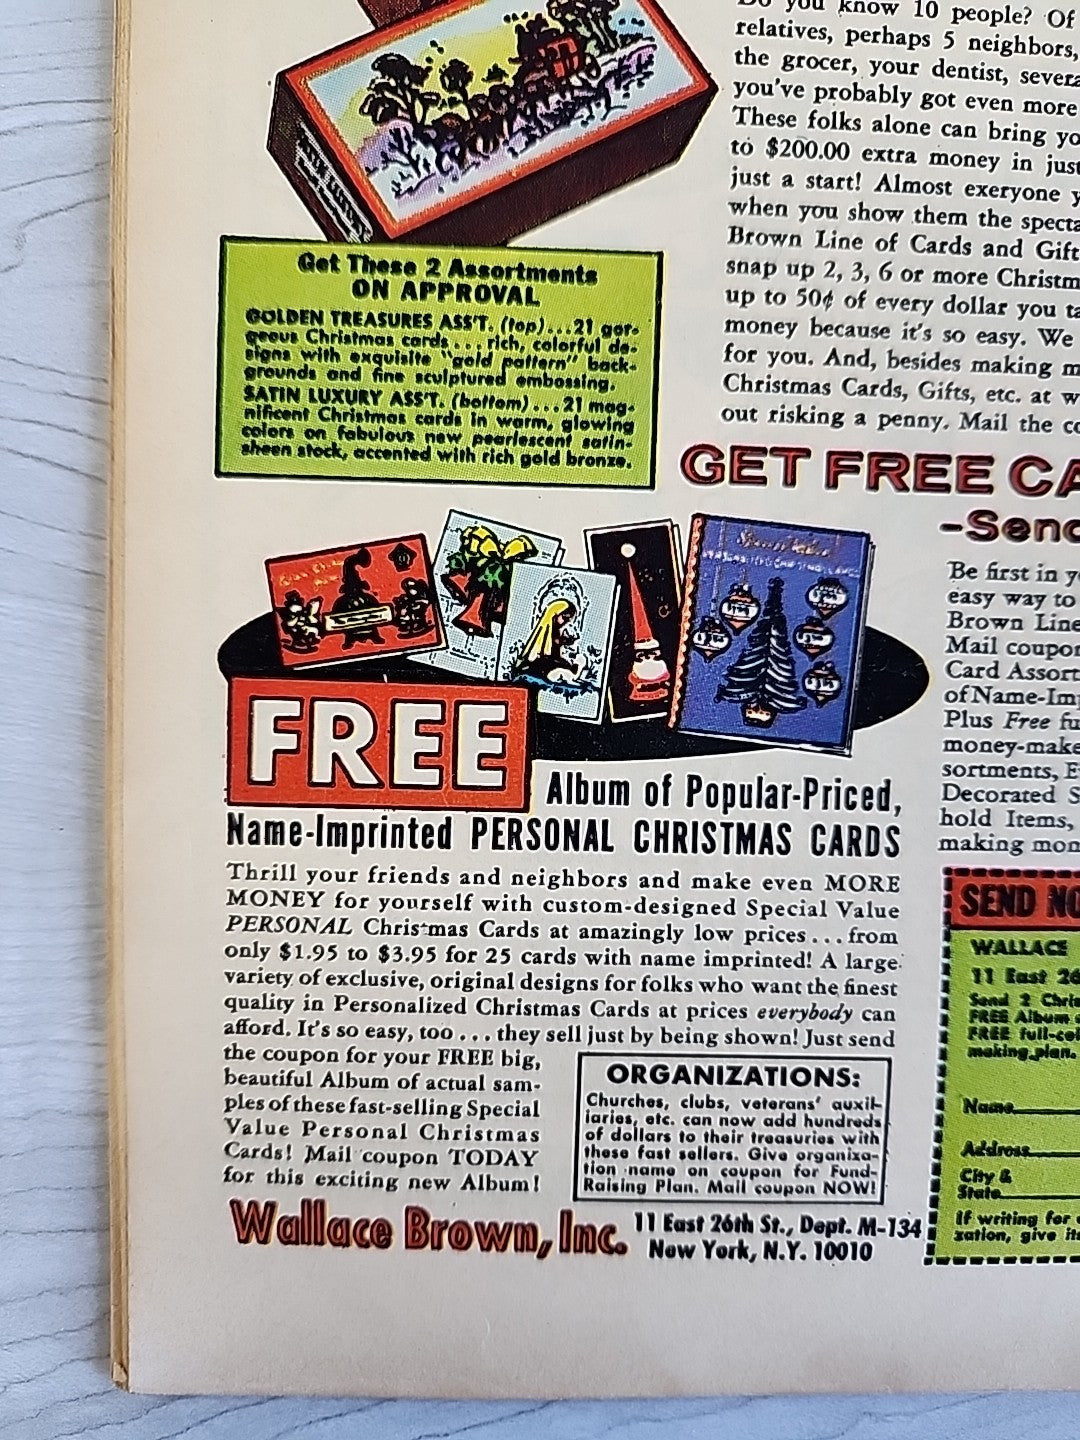 Do you know 10 people? Of
relatives, perhaps 5 neighbors,
the grocer, your dentist, severa
you've probably got even more
These folks alone can bring yo
to $200.00 extra money in just
just a start! Almost exeryone y
when you show them the specta
Brown Line of Cards and Gift
snap up 2, 3, 6 or more Christm
up to 50¢ of every dollar you ta
money because it's so easy. We
for you. And, besides making m
Christmas Cards, Gifts, etc. at w
out risking a penny. Mail the co
Get These 2 Assortments
ON APPROVAL
GOLDEN TREASURES ASS'T. (top)...21 gor-
geous Christmas cards... rich, colorful de-
signs with exquisite "gold pattern" back-
grounds and fine sculptured embossing.
SATIN LUXURY ASS'T. (bottom)...21 mag-
nificent Christmas cards in warm, glowing
colors on fabulous new pearlescent satin-
sheen stock, accented with rich gold bronze.
GET FREE CA
-Send
Be first in y
easy way to
Brown Line
Mail coupon
Card Assort
of Name-Im
Plus Free fu
money-make
sortments, E
Decorated S
hold Items,
making mon
FREE
Album of Popular-Priced,
Name-Imprinted PERSONAL CHRISTMAS CARDS
Thrill your friends and neighbors and make even MORE
MONEY for yourself with custom-designed Special Value
PERSONAL Christmas Cards at amazingly low prices...from
only $1.95 to $3.95 for 25 cards with name imprinted! A large
variety of exclusive, original designs for folks who want the finest
quality in Personalized Christmas Cards at prices everybody can
afford. It's so easy, too... they sell just by being shown! Just send
the coupon for your FREE big,
beautiful Album of actual sam-
ples of these fast-selling Special
Value Personal Christmas
Cards! Mail coupon TODAY
for this exciting new Album!
ORGANIZATIONS:
Churches, clubs, veterans' auxil-
iaries, etc. can now add hundreds
of dollars to their treasuries with
these fast sellers. Give organiza-
tion name on coupon for Fund-
Raising Plan. Mail coupon NOW!
Wallace Brown, Inc.
11 East 26th St., Dept. M-134
New York, N.Y. 10010
SEND NO
WALLACE
11 East 26
Send 2 Chris
FREE Album o
FREE full-col
making plan.
Name
Address
City &
State
If writing for o
zation, give its